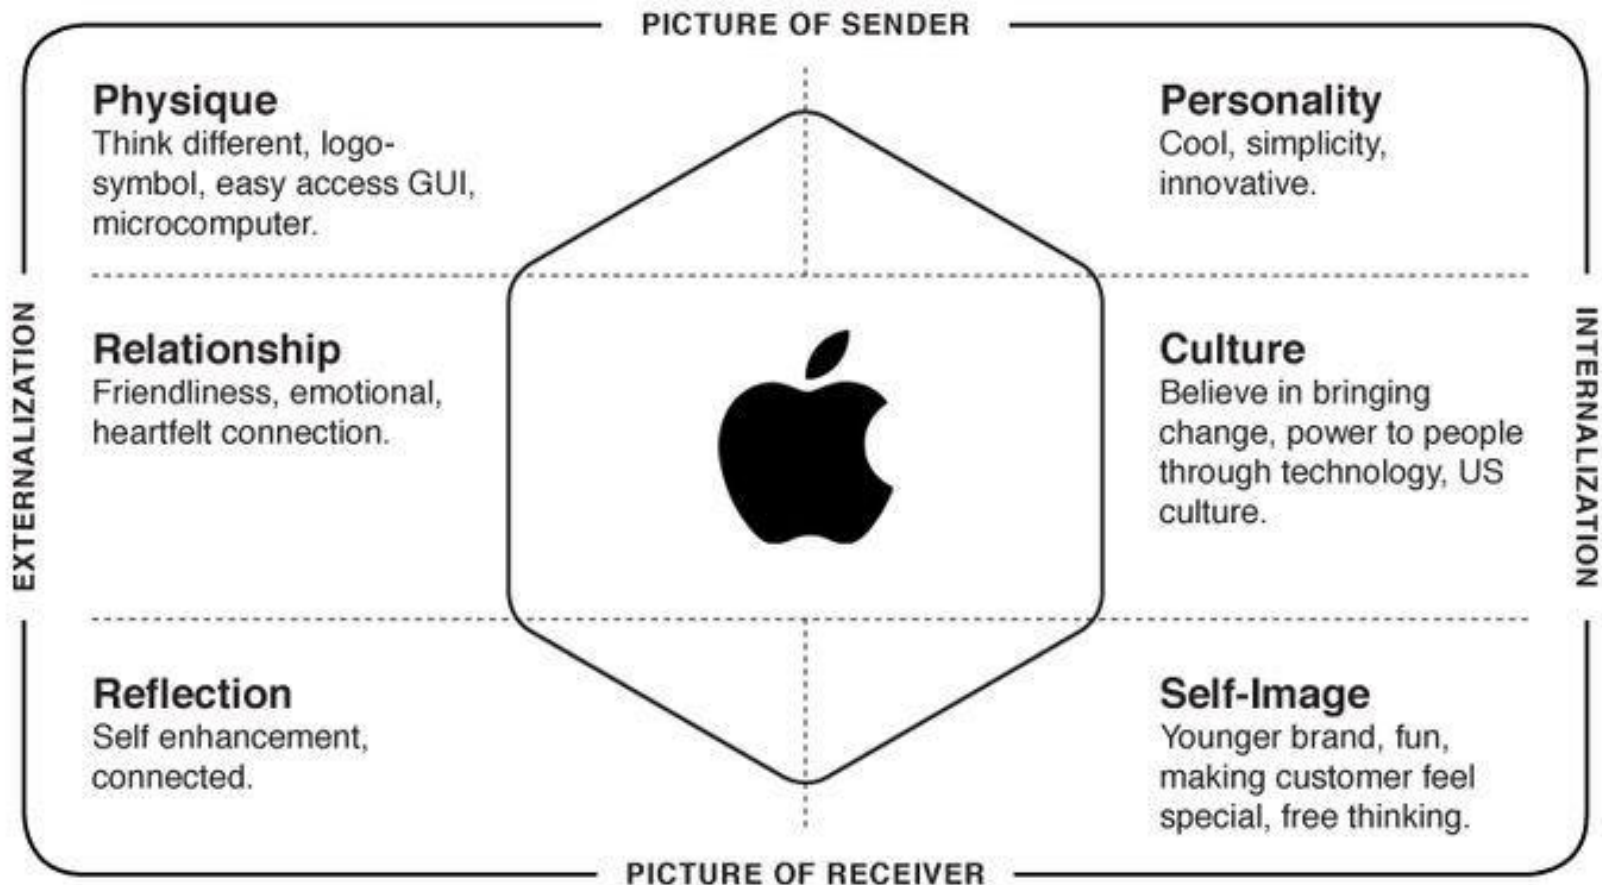 PICTURE OF SENDER
Physique
Think different, logo-
symbol, easy access GUI,
microcomputer.
Personality
Cool, simplicity,
innovative.
EXTERNALIZATION
Relationship
Friendliness, emotional,
heartfelt connection.
Culture
Believe in bringing
change, power to people
through technology, US
culture.
INTERNALIZATION
Reflection
Self enhancement,
connected.
Self-Image
Younger brand, fun,
making customer feel
special, free thinking.
PICTURE OF RECEIVER